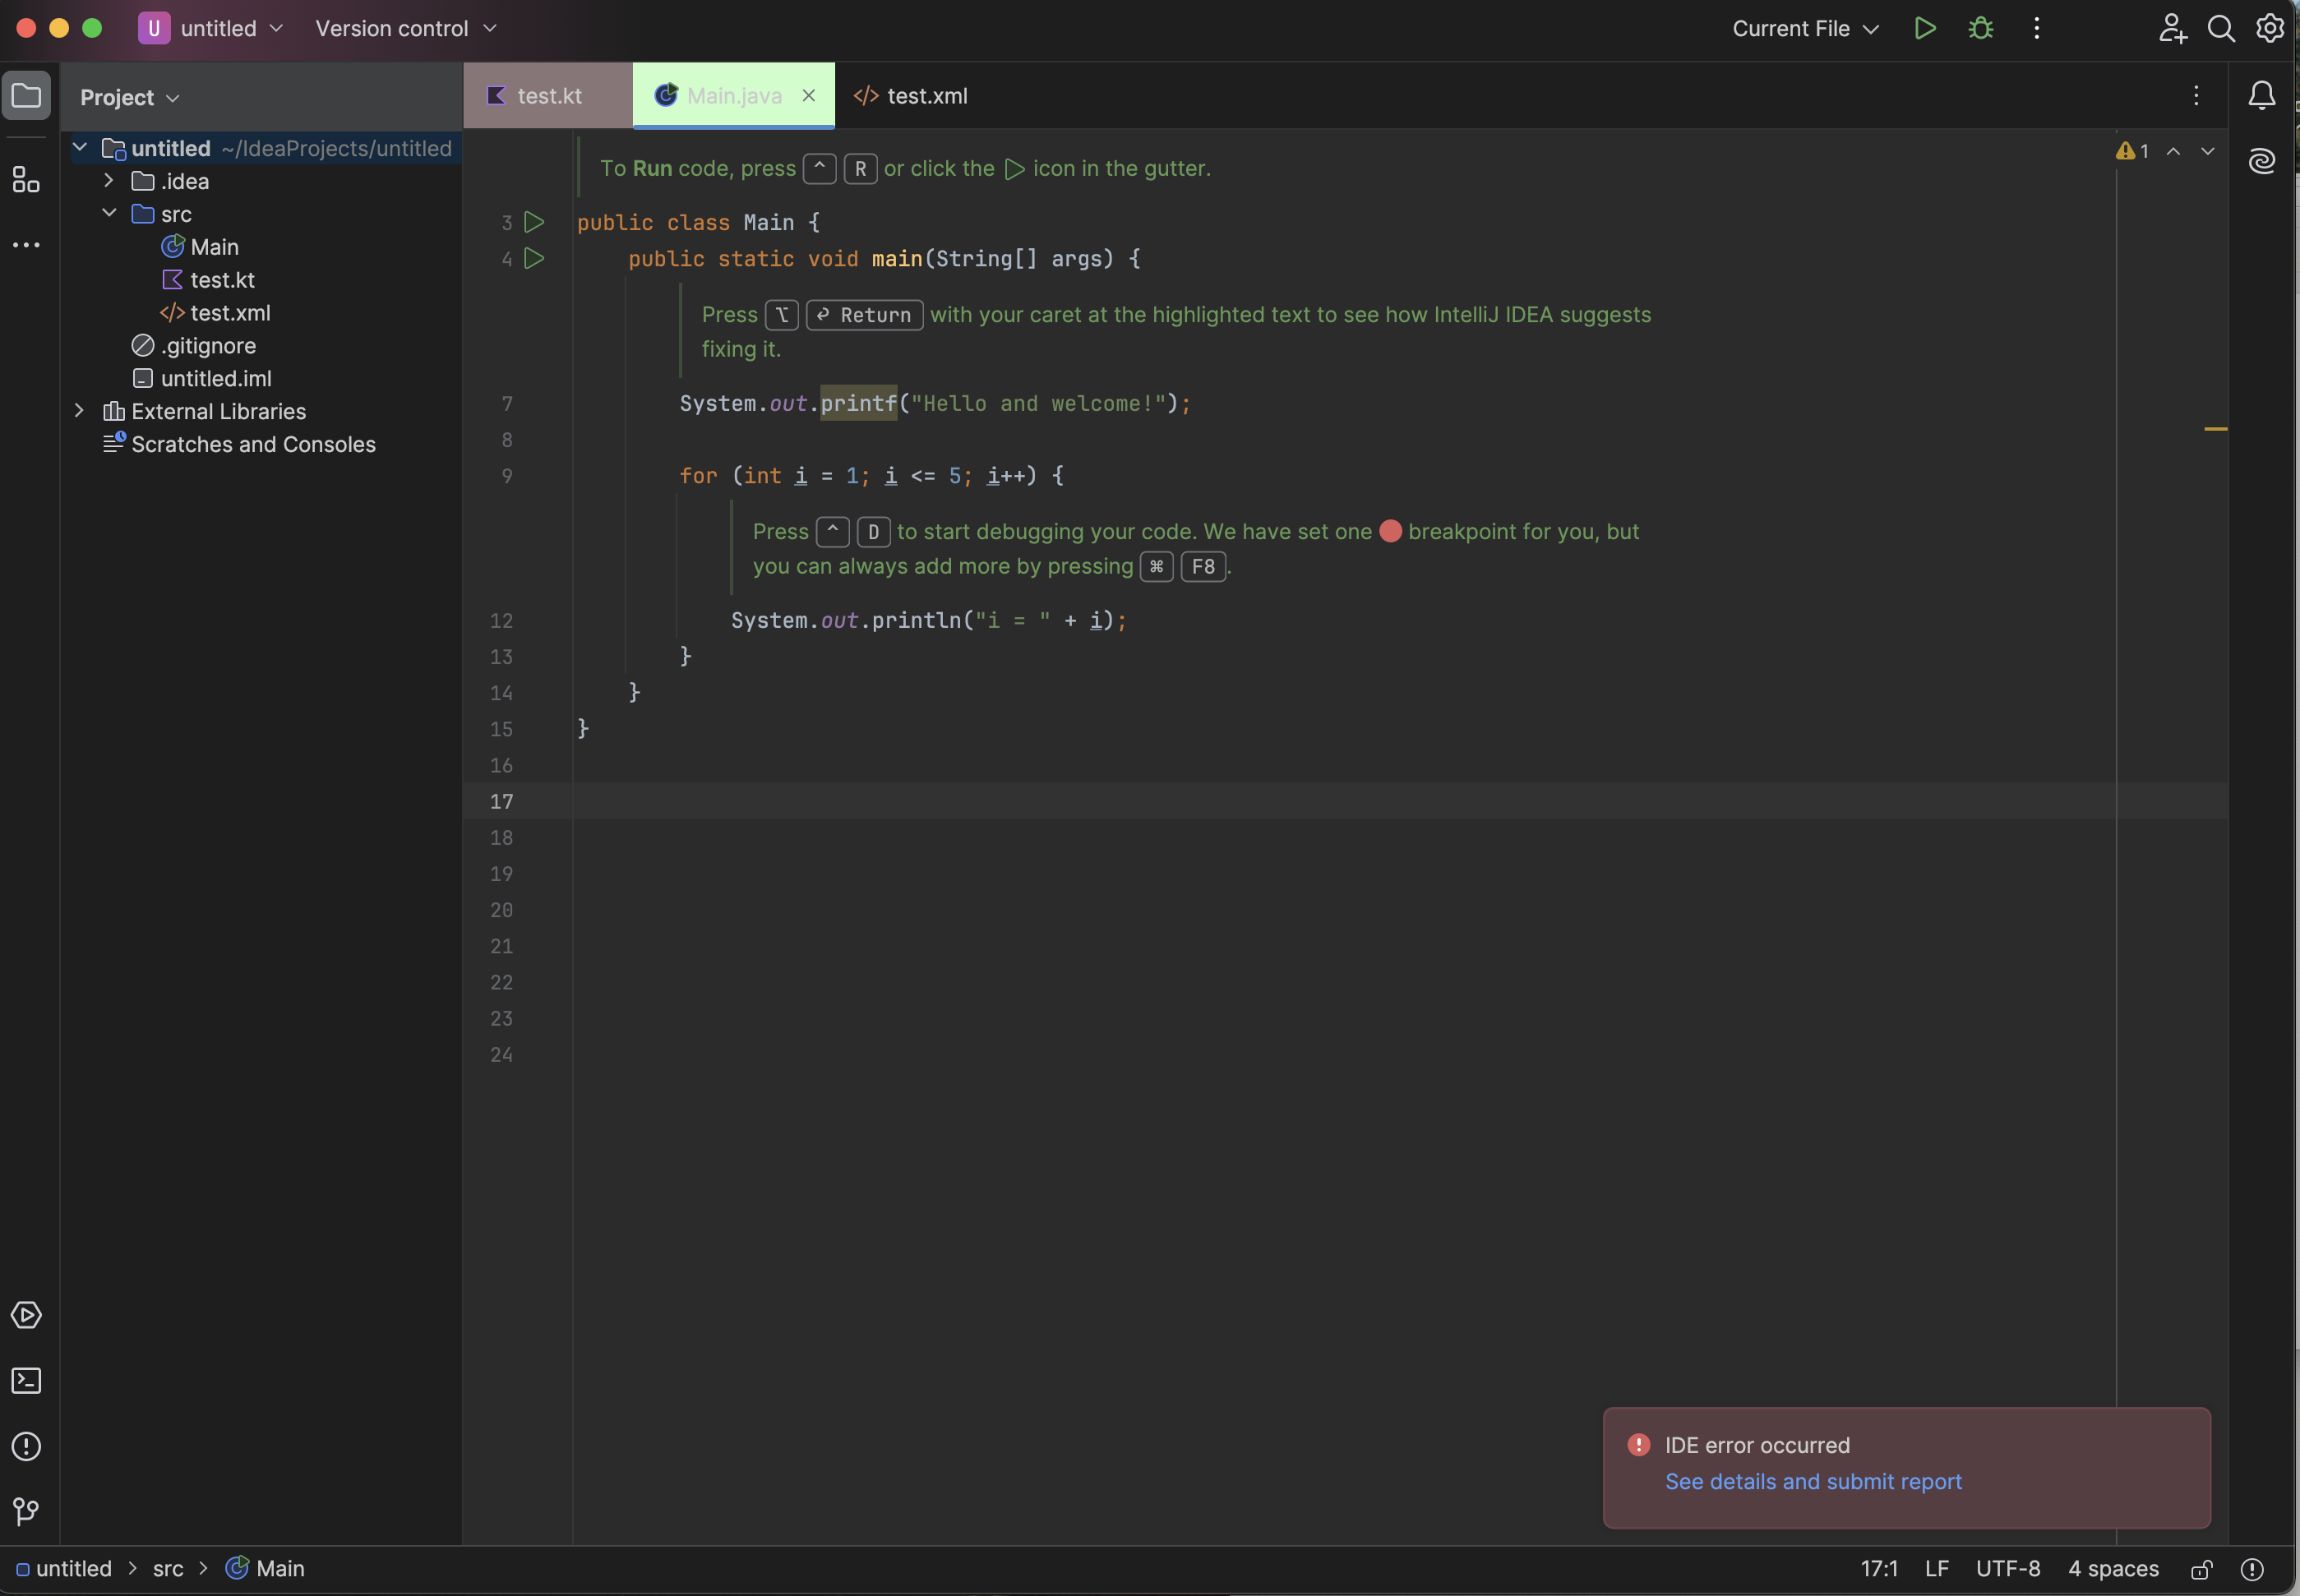 U untitled Version control Current File
Project
test.kt Main.java test.xml
untitled ~/IdeaProjects/untitled
.idea
src
Main
test.kt
test.xml
.gitignore
untitled.iml
External Libraries
Scratches and Consoles
1
To Run code, press ⌃ R or click the icon in the gutter.
3 public class Main {
4 public static void main(String[] args) {
Press ⌥ ⏎ Return with your caret at the highlighted text to see how IntelliJ IDEA suggests
fixing it.
7 System.out.printf("Hello and welcome!");
8
9 for (int i = 1; i <= 5; i++) {
Press ⌃ D to start debugging your code. We have set one breakpoint for you, but
you can always add more by pressing ⌘ F8.
12 System.out.println("i = " + i);
13 }
14 }
15 }
16
17
18
19
20
21
22
23
24
IDE error occurred
See details and submit report
untitled > src > Main 17:1 LF UTF-8 4 spaces